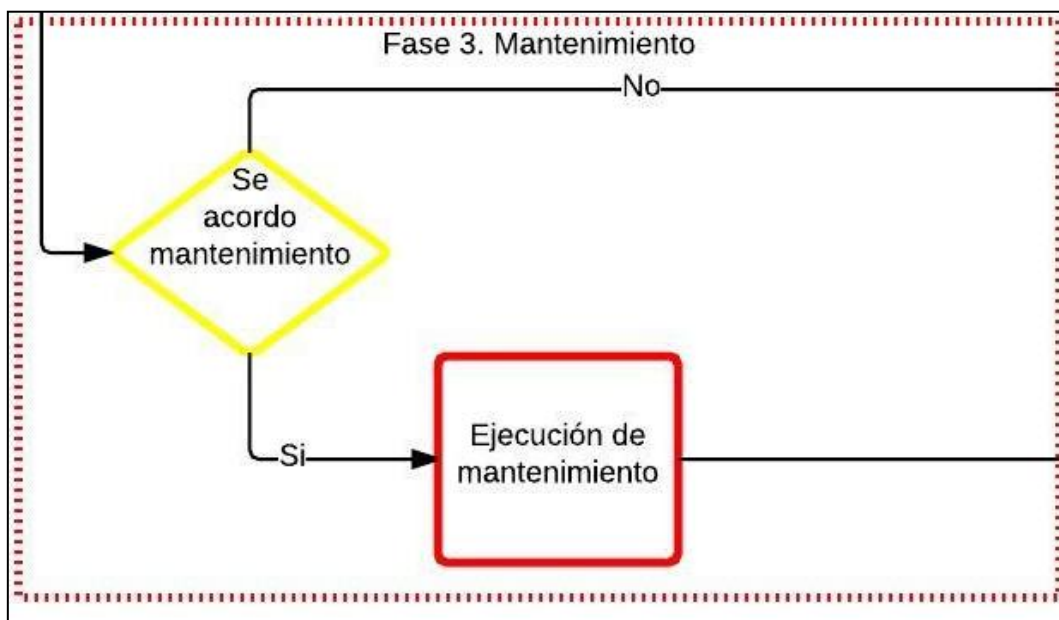 Fase 3. Mantenimiento
No
Se
acordo
mantenimiento
Si
Ejecución de
mantenimiento